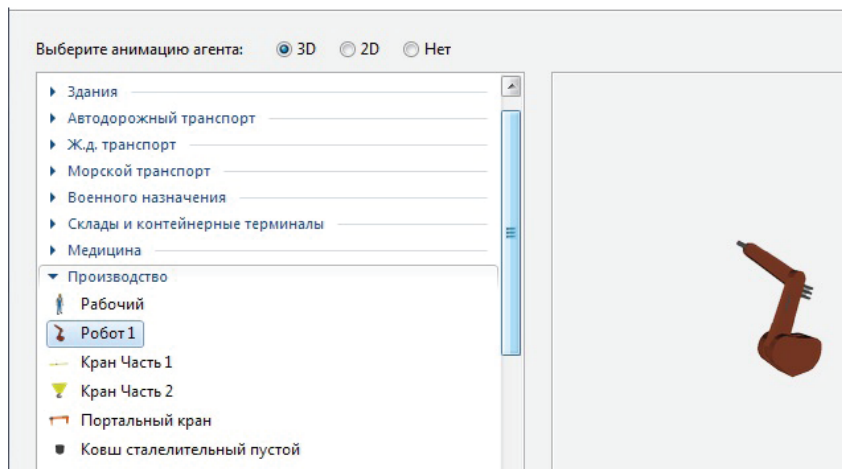 Выберите анимацию агента: 3D 2D Нет
Здания
Автодорожный транспорт
Ж.д. транспорт
Морской транспорт
Военного назначения
Склады и контейнерные терминалы
Медицина
Производство
Рабочий
Робот 1
Кран Часть 1
Кран Часть 2
Портальный кран
Ковш сталелительный пустой